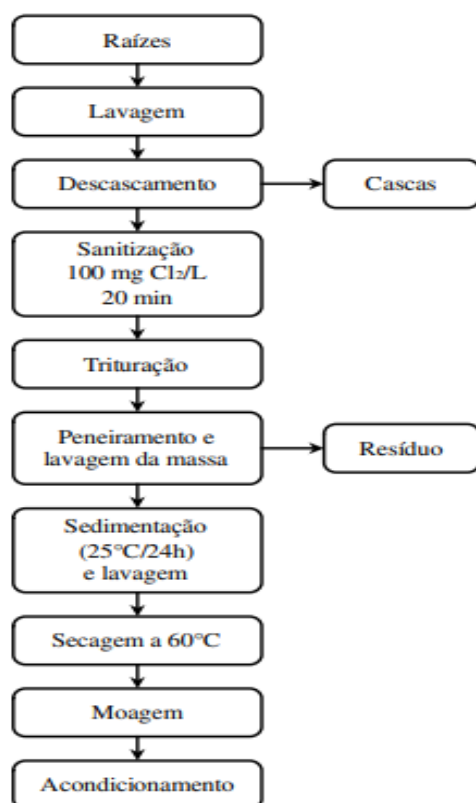 Raízes
Lavagem
Descascamento
Cascas
Sanitização
100 mg Cl₂/L
20 min
Trituração
Peneiramento e
lavagem da massa
Resíduo
Sedimentação
(25°C/24h)
e lavagem
Secagem a 60°C
Moagem
Acondicionamento